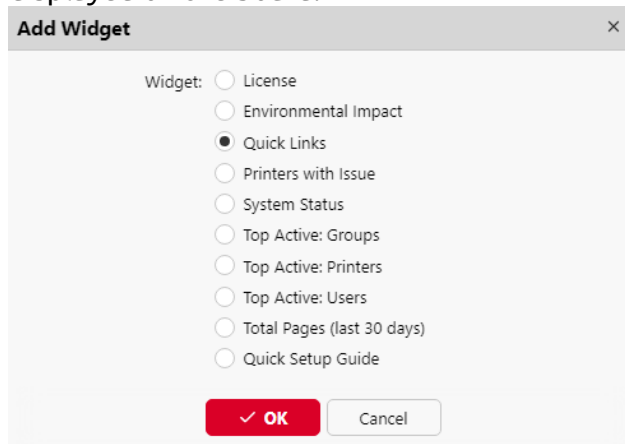 Add Widget
Widget: License
Environmental Impact
Quick Links
Printers with Issue
System Status
Top Active: Groups
Top Active: Printers
Top Active: Users
Total Pages (last 30 days)
Quick Setup Guide
OK Cancel